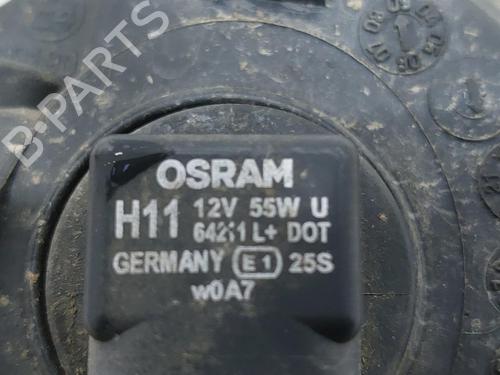 OSRAM
H11 12V 55W U
64211 L+ DOT
GERMANY E1 25S
w0A7
B-PARTS